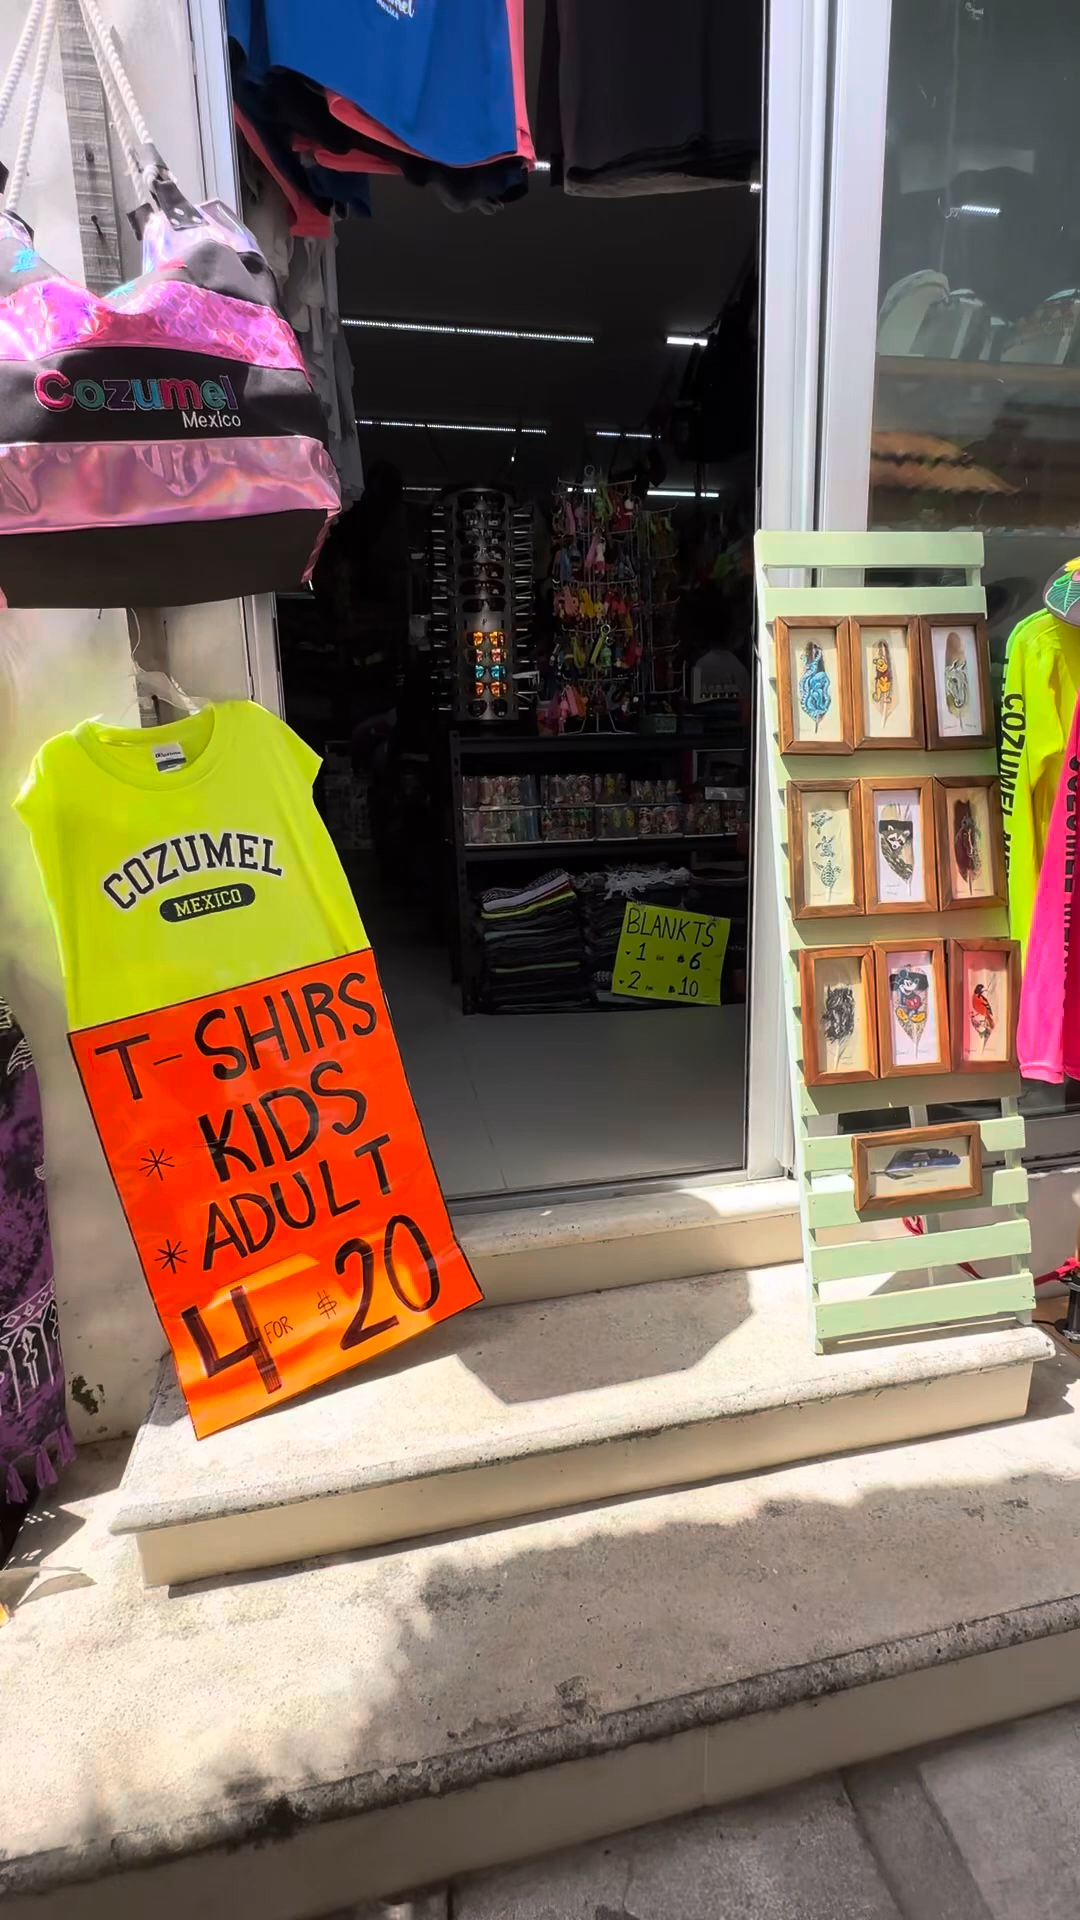 Cozumel
Mexico
COZUMEL
MEXICO
T-SHIRS
* KIDS
* ADULT
4 FOR $20
BLANKTS
1 $6
2 $10
COZUMEL